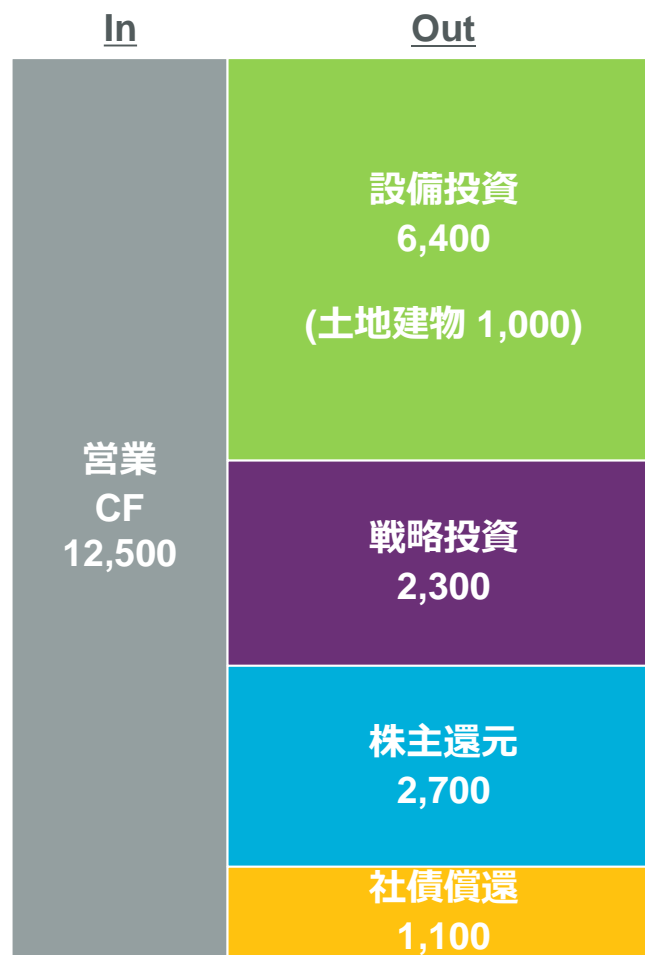 In
Out
営業
CF
12,500
設備投資
6,400
(土地建物 1,000)
戦略投資
2,300
株主還元
2,700
社債償還
1,100